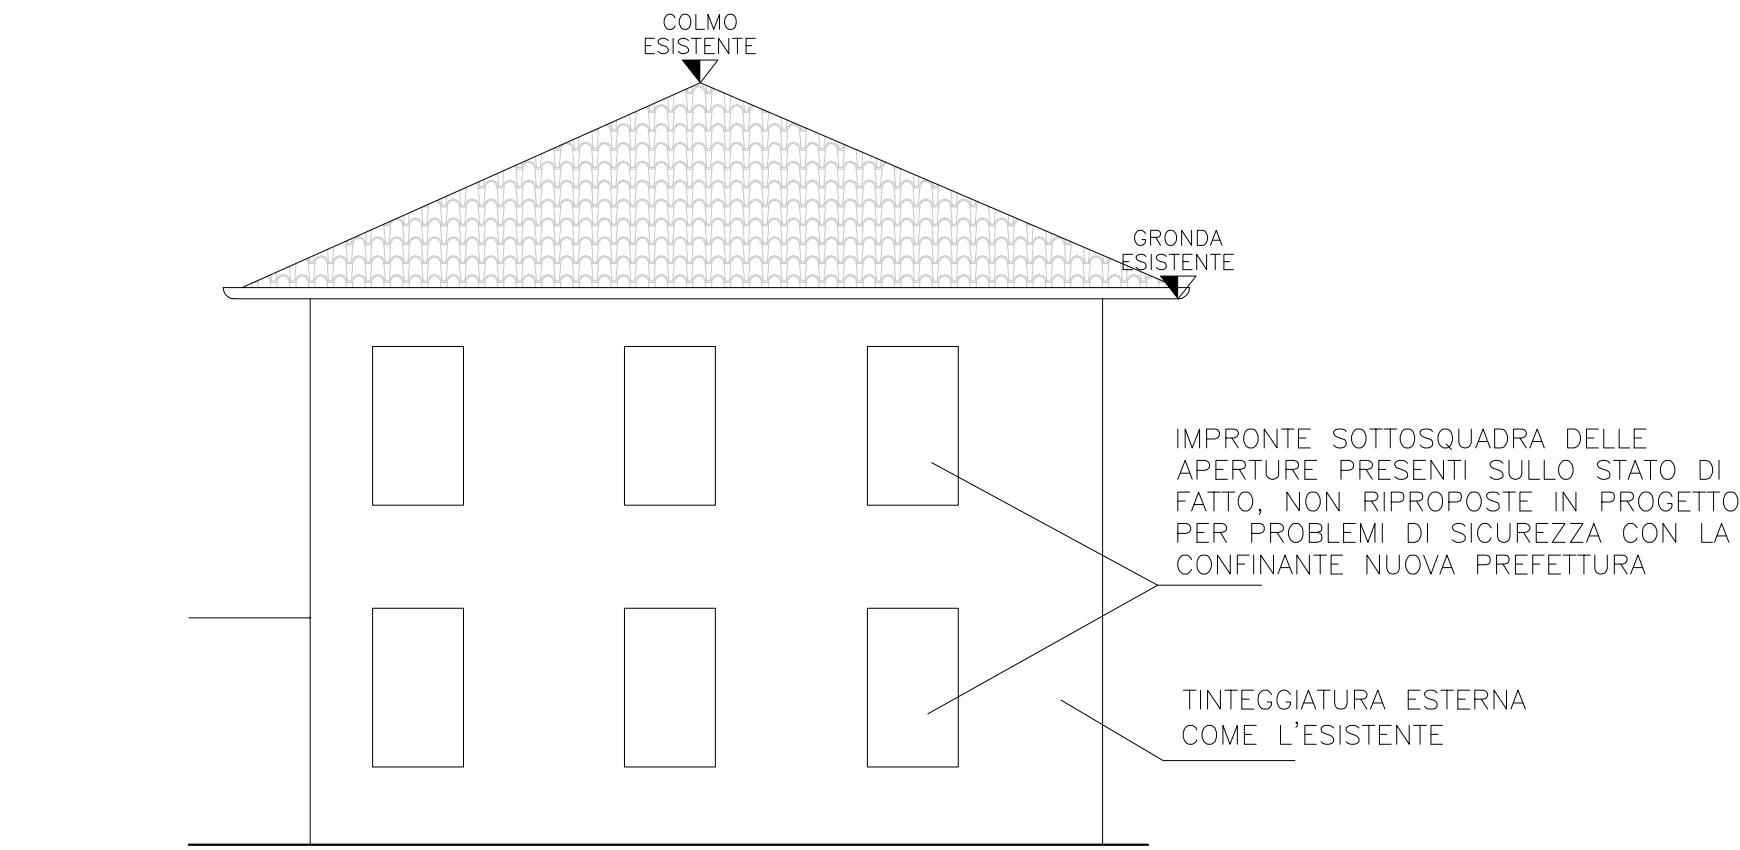 COLMO
ESISTENTE
GRONDA
ESISTENTE
IMPRONTE SOTTOSQUADRA DELLE
APERTURE PRESENTI SULLO STATO DI
FATTO, NON RIPROPOSTE IN PROGETTO
PER PROBLEMI DI SICUREZZA CON LA
CONFINANTE NUOVA PREFETTURA
TINTEGGIATURA ESTERNA
COME L'ESISTENTE